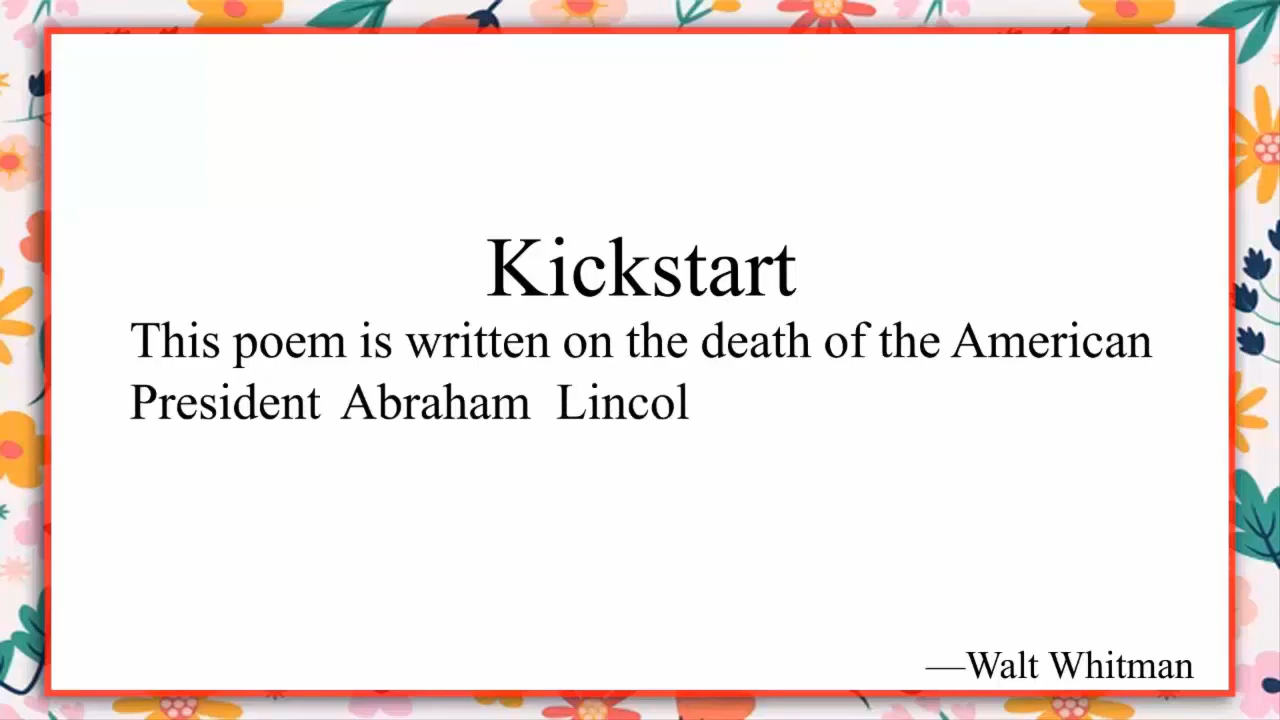 Kickstart
This poem is written on the death of the American
President Abraham Lincol
—Walt Whitman